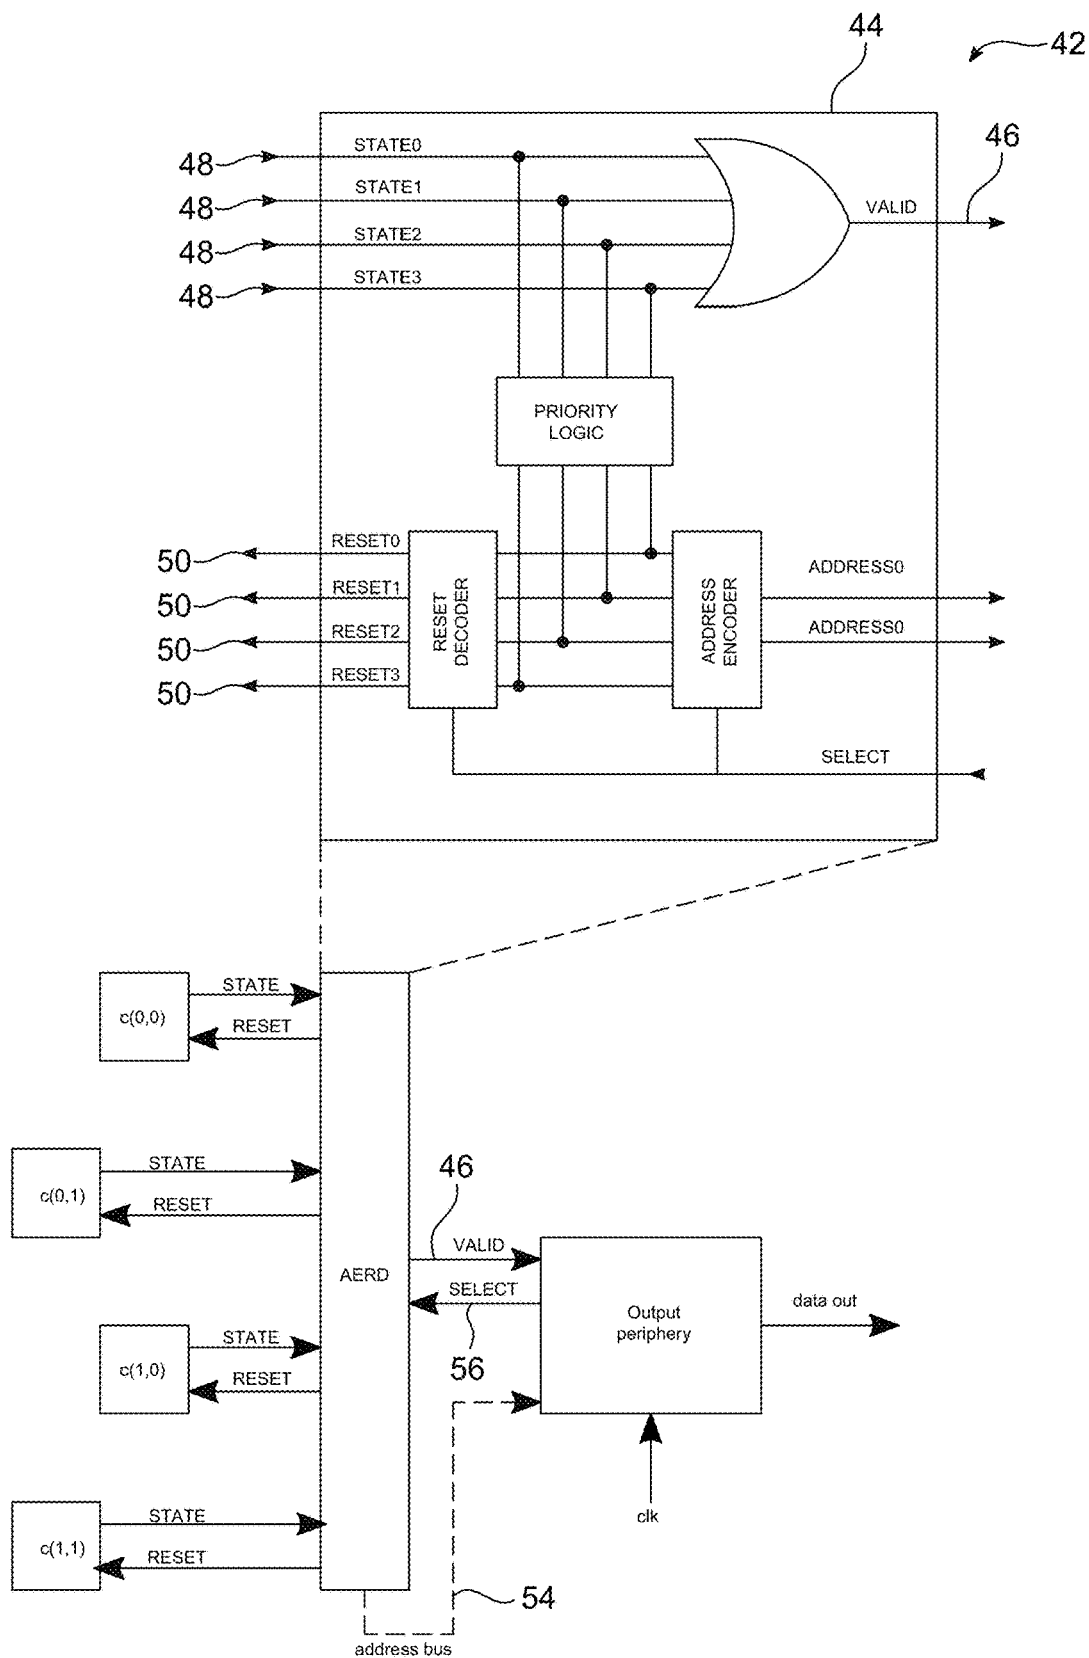 44
42
48 STATE0
46
48 STATE1
VALID
48 STATE2
48 STATE3
PRIORITY
LOGIC
50 RESET0
50 RESET1
50 RESET2
50 RESET3
RESET
DECODER
ADDRESS
ENCODER
ADDRESS0
ADDRESS0
SELECT
c(0,0)
STATE
RESET
c(0,1)
STATE
RESET
c(1,0)
STATE
RESET
c(1,1)
STATE
RESET
AERD
46
VALID
SELECT
56
Output
periphery
data out
clk
54
address bus